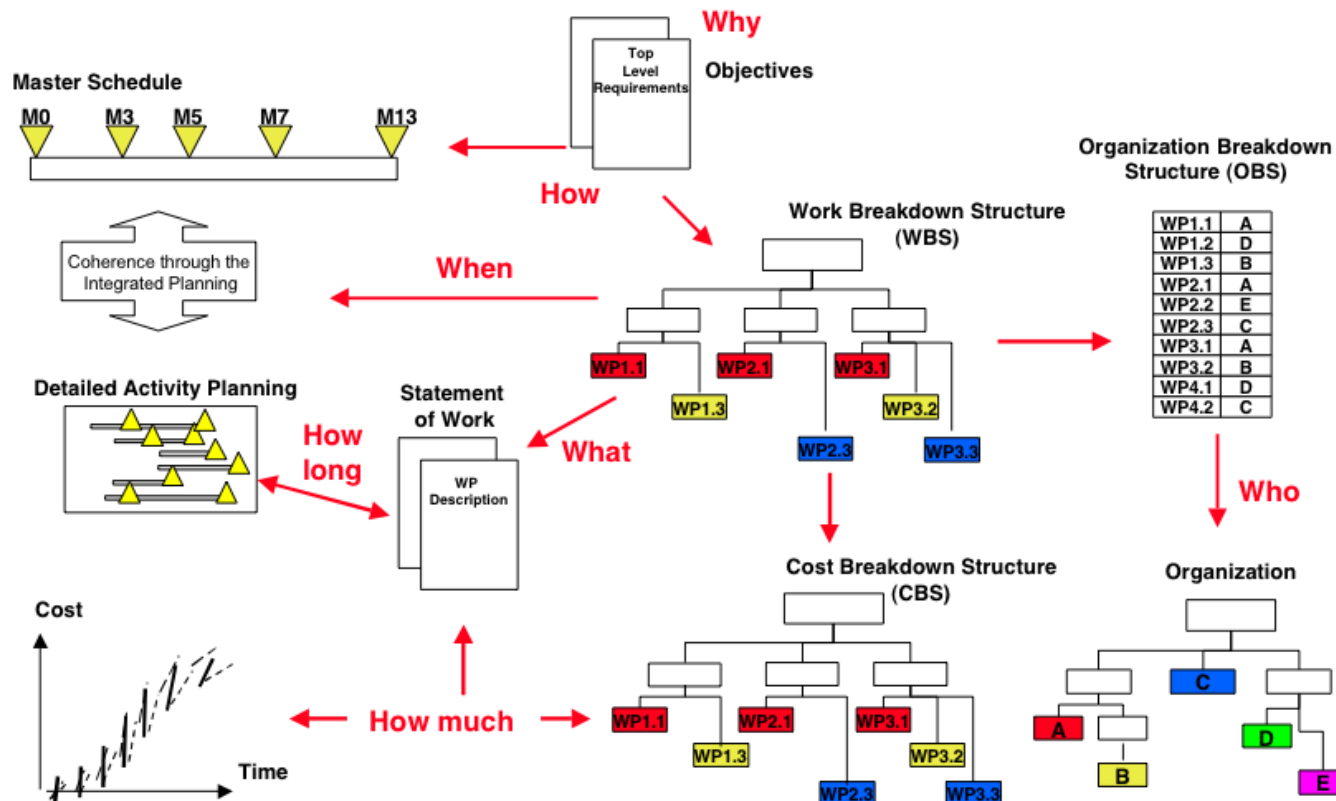 Why
Top
Level
Requirements
Objectives
Master Schedule
M0 M3 M5 M7 M13
How
Organization Breakdown
Structure (OBS)
Work Breakdown Structure
(WBS)
WP1.1 A
WP1.2 D
WP1.3 B
WP2.1 A
WP2.2 E
WP2.3 C
WP3.1 A
WP3.2 B
WP4.1 D
WP4.2 C
Coherence through the
Integrated Planning
When
WP1.1 WP2.1 WP3.1
WP1.3 WP3.2
WP2.3 WP3.3
Detailed Activity Planning
Statement
of Work
How
long
What
WP
Description
Who
Cost Breakdown Structure
(CBS)
Organization
Cost
Time
How much
WP1.1 WP2.1 WP3.1
WP1.3 WP3.2
WP2.3 WP3.3
C
A
D
B
E